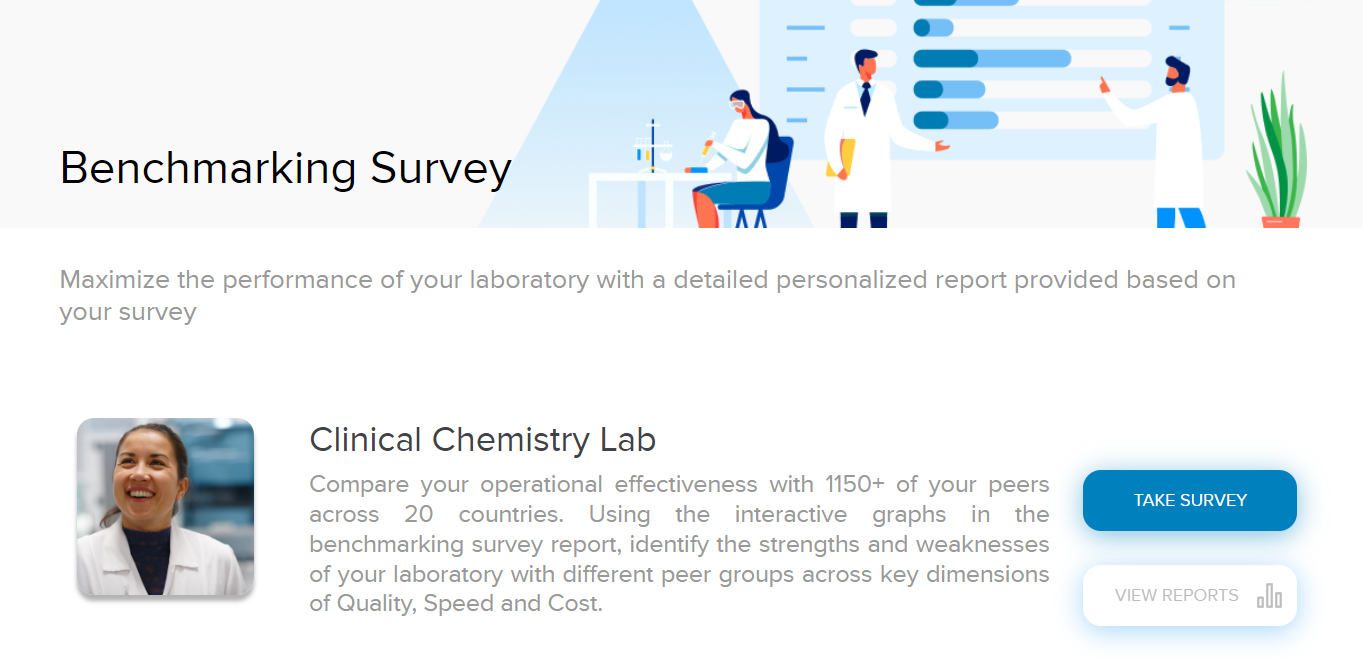 Benchmarking Survey
Maximize the performance of your laboratory with a detailed personalized report provided based on
your survey
Clinical Chemistry Lab
Compare your operational effectiveness with 1150+ of your peers
across 20 countries. Using the interactive graphs in the
benchmarking survey report, identify the strengths and weaknesses
of your laboratory with different peer groups across key dimensions
of Quality, Speed and Cost.
TAKE SURVEY
VIEW REPORTS